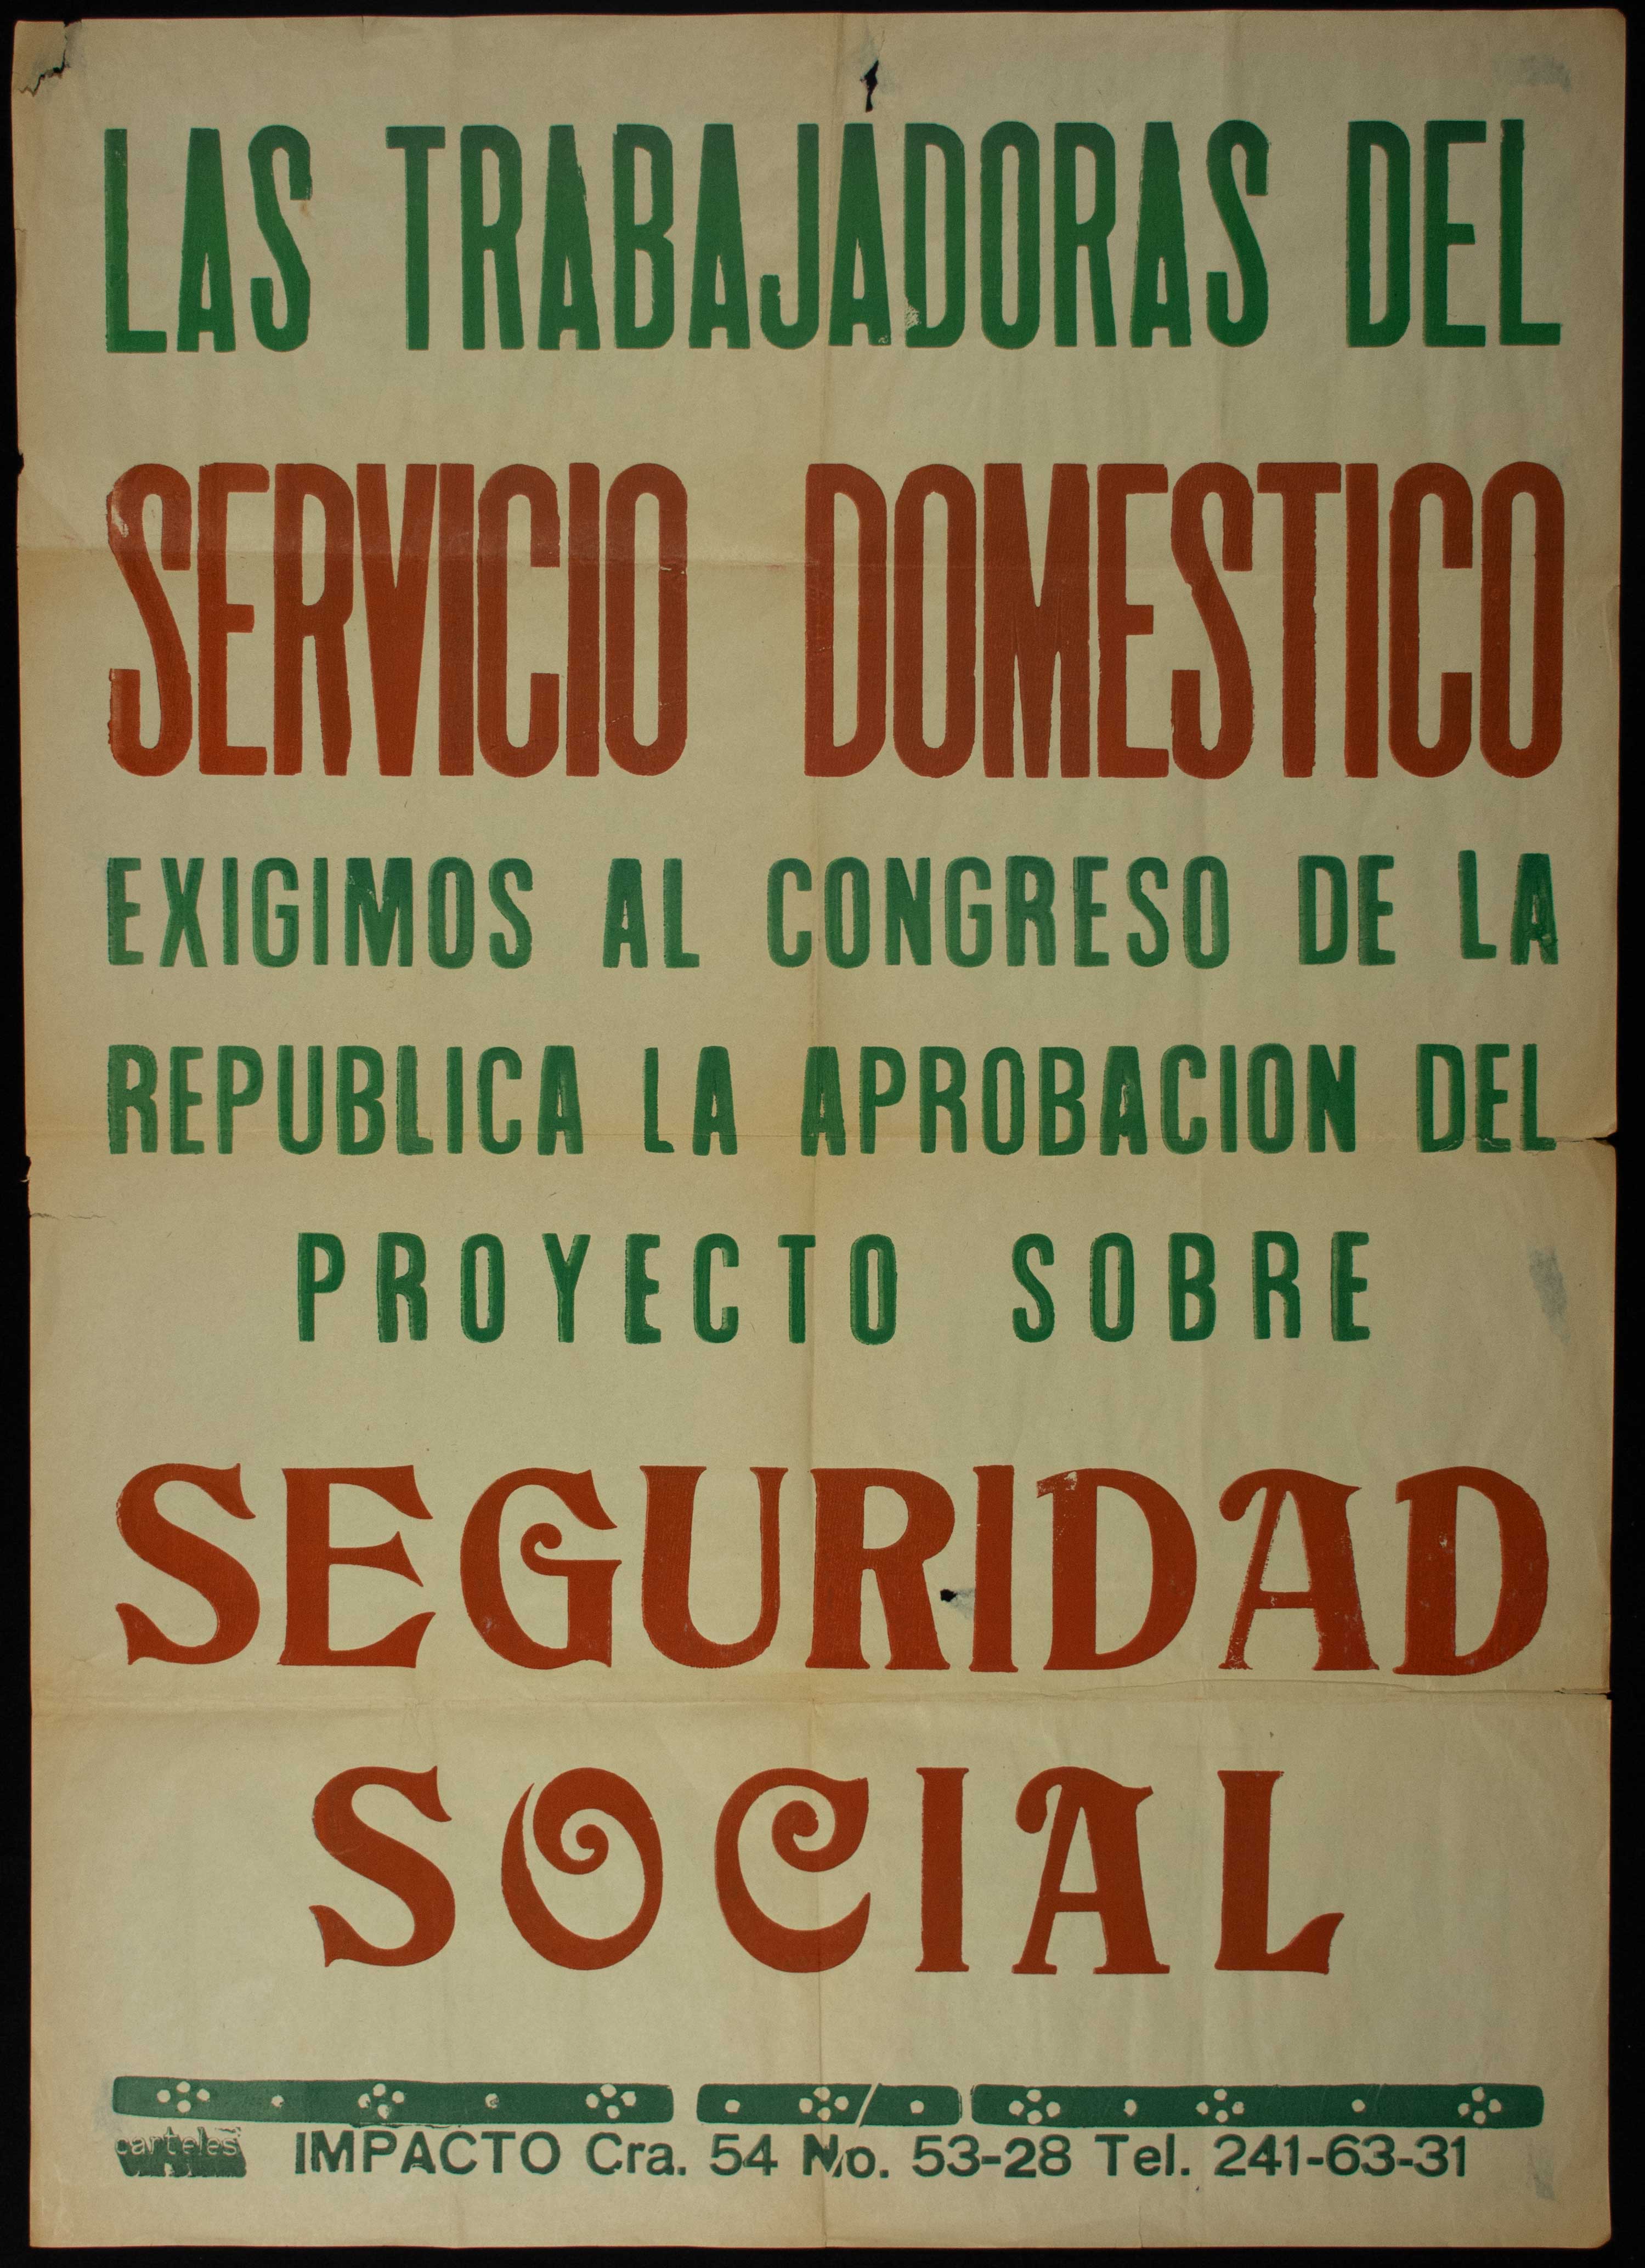 LAS TRABAJADORAS DEL
SERVICIO DOMESTICO
EXIGIMOS AL CONGRESO DE LA
REPUBLICA LA APROBACION DEL
PROYECTO SOBRE
SEGURIDAD
SOCIAL
carteles
IMPACTO Cra. 54 No. 53-28 Tel. 241-63-31